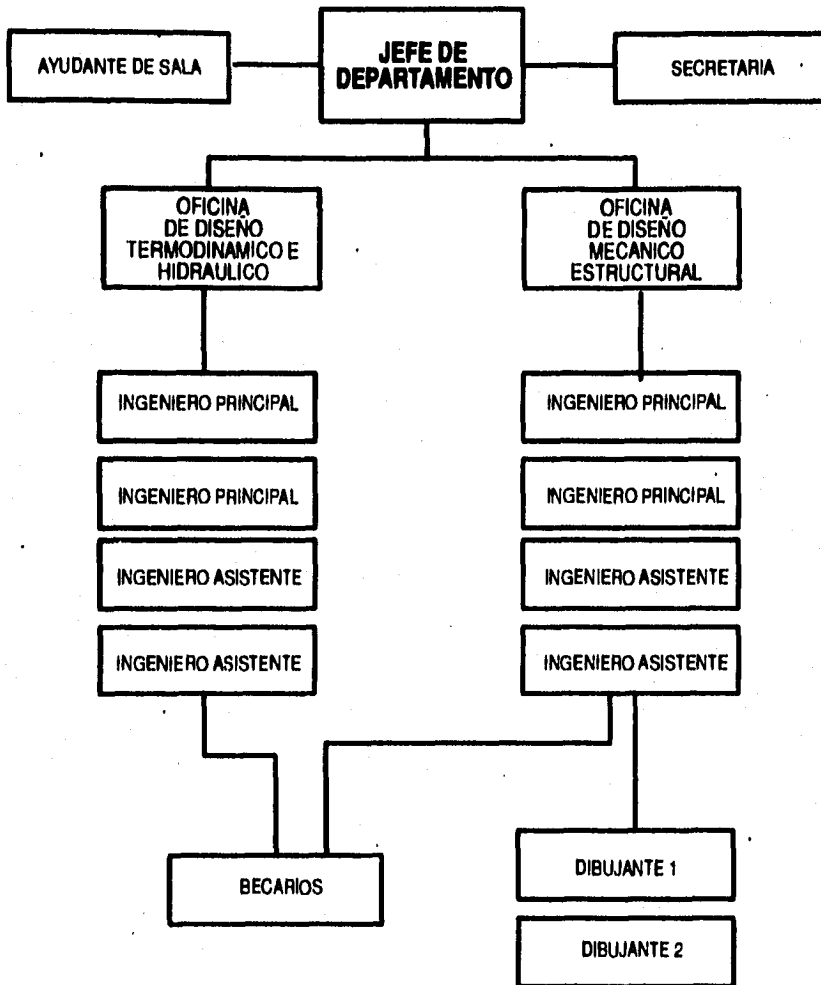 AYUDANTE DE SALA
JEFE DE
DEPARTAMENTO
SECRETARIA
OFICINA
DE DISEÑO
TERMODINAMICO E
HIDRAULICO
OFICINA
DE DISEÑO
MECANICO
ESTRUCTURAL
INGENIERO PRINCIPAL
INGENIERO PRINCIPAL
INGENIERO PRINCIPAL
INGENIERO PRINCIPAL
INGENIERO ASISTENTE
INGENIERO ASISTENTE
INGENIERO ASISTENTE
INGENIERO ASISTENTE
BECARIOS
DIBUJANTE 1
DIBUJANTE 2